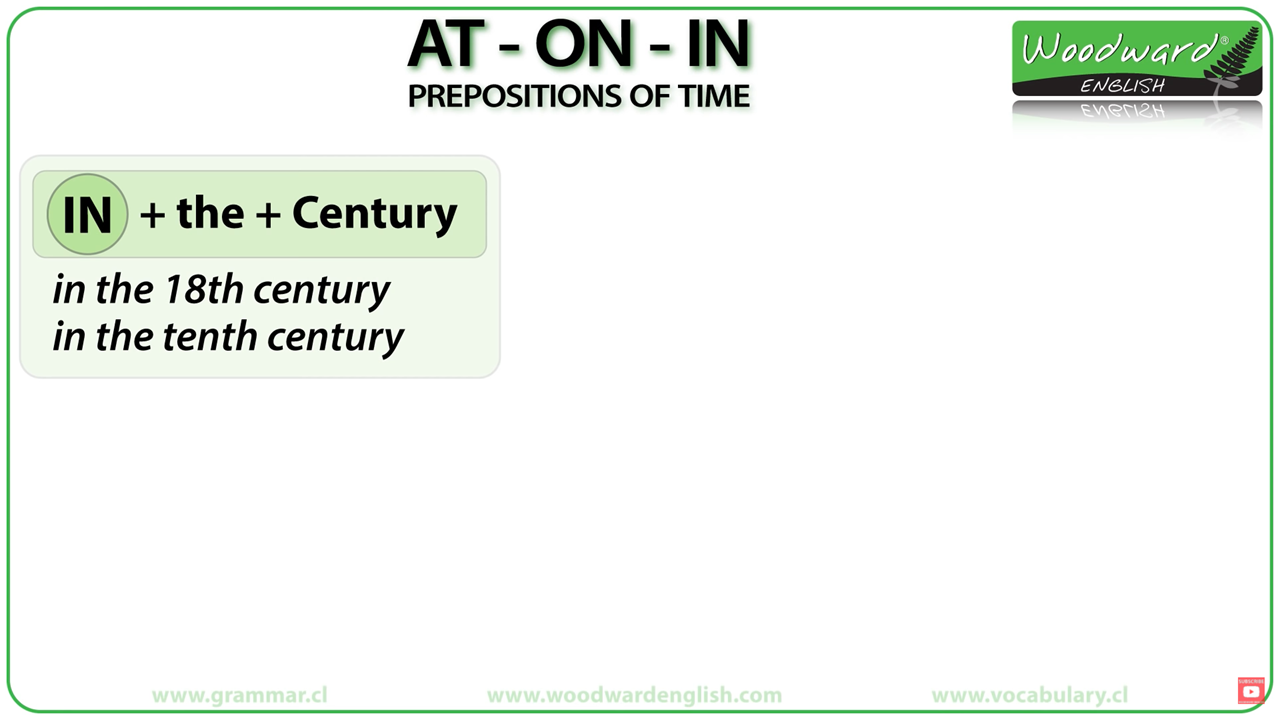 AT - ON - IN
PREPOSITIONS OF TIME
Woodward®
ENGLISH
IN + the + Century
in the 18th century
in the tenth century
www.grammar.cl
www.woodwardenglish.com
www.vocabulary.cl
SUBSCRIBE